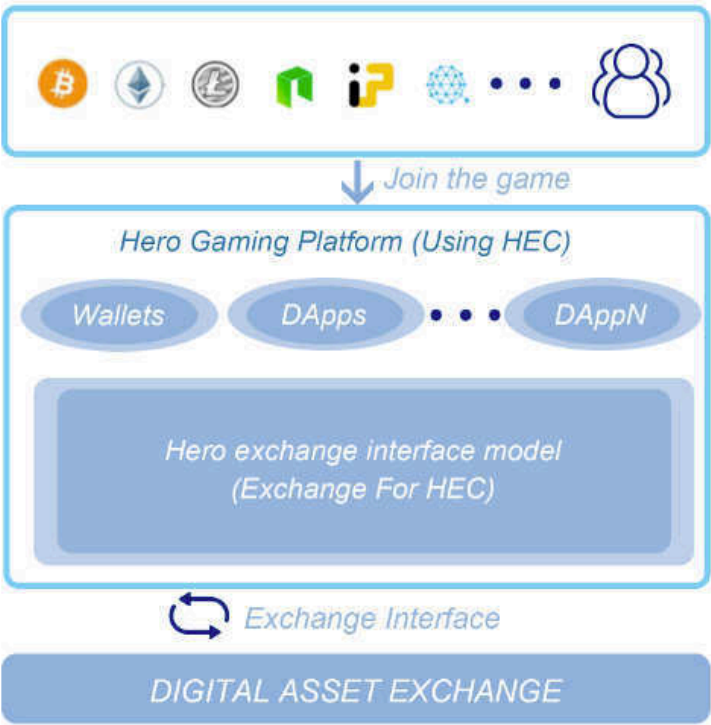 Join the game
Hero Gaming Platform (Using HEC)
Wallets DApps DAppN
Hero exchange interface model
(Exchange For HEC)
Exchange Interface
DIGITAL ASSET EXCHANGE